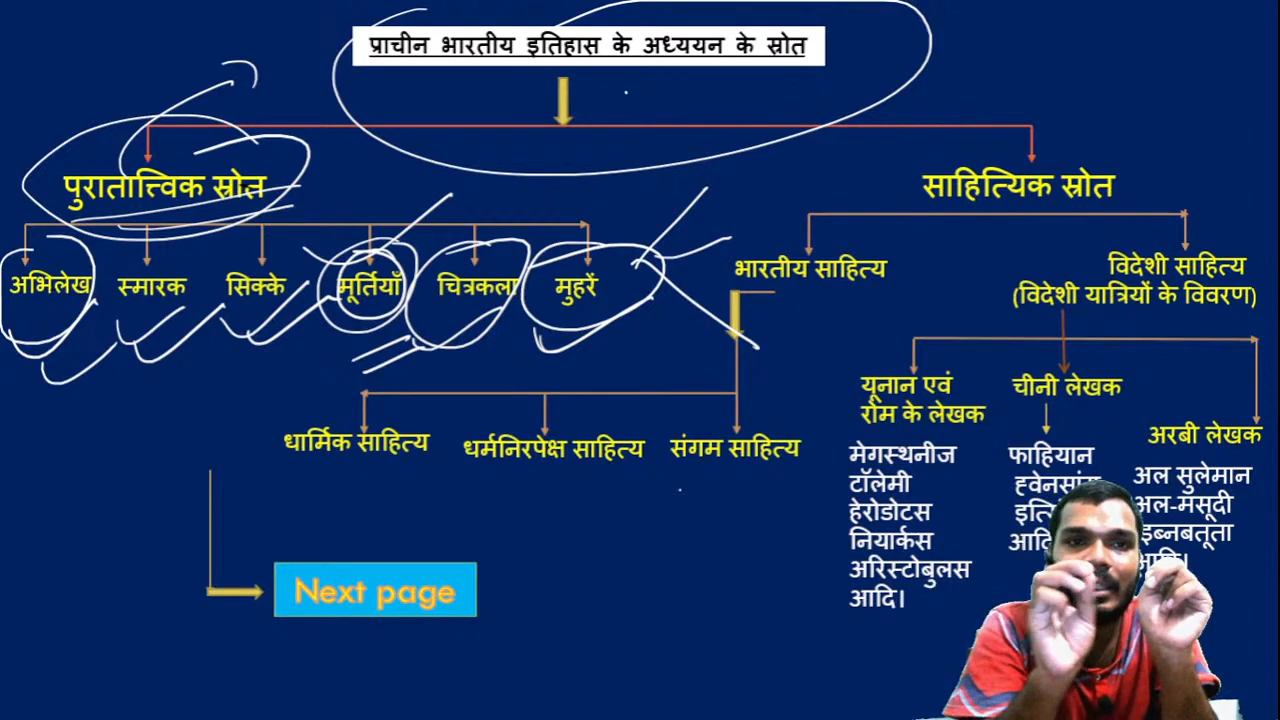 प्राचीन भारतीय इतिहास के अध्ययन के स्रोत
पुरातात्त्विक स्रोत
अभिलेख
स्मारक
सिक्के
मूर्तियाँ
चित्रकला
मुहरें
साहित्यिक स्रोत
भारतीय साहित्य
धार्मिक साहित्य
धर्मनिरपेक्ष साहित्य
संगम साहित्य
विदेशी साहित्य
(विदेशी यात्रियों के विवरण)
यूनान एवं
रोम के लेखक
मेगस्थनीज
टॉलेमी
हेरोडोटस
नियार्कस
अरिस्टोबुलस
आदि।
चीनी लेखक
फाहियान
अरबी लेखक
अल सुलेमान
अल-मसूदी
इब्नबतूता
Next page